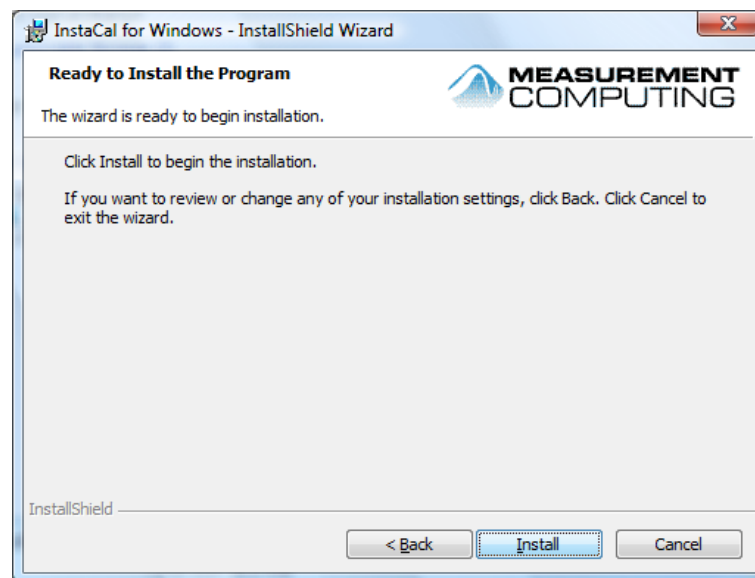 InstaCal for Windows - InstallShield Wizard
Ready to Install the Program
The wizard is ready to begin installation.
MEASUREMENT
COMPUTING
Click Install to begin the installation.
If you want to review or change any of your installation settings, click Back. Click Cancel to
exit the wizard.
InstallShield
< Back
Install
Cancel